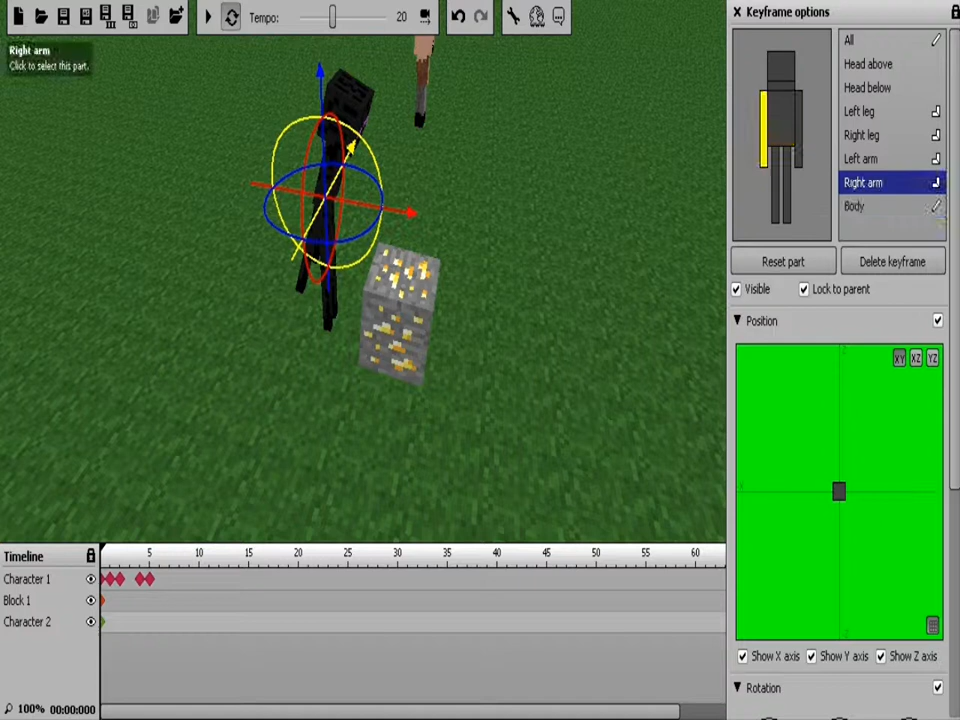 Tempo: 20
Keyframe options
Right arm
Click to select this part.
All
Head above
Head below
Left leg
Right leg
Left arm
Right arm
Body
Reset part
Delete keyframe
Visible
Lock to parent
Position
XY XZ YZ
Show X axis
Show Y axis
Show Z axis
Rotation
Timeline
5 10 15 20 25 30 35 40 45 50 55 60
Character 1
Block 1
Character 2
100% 00:00:000